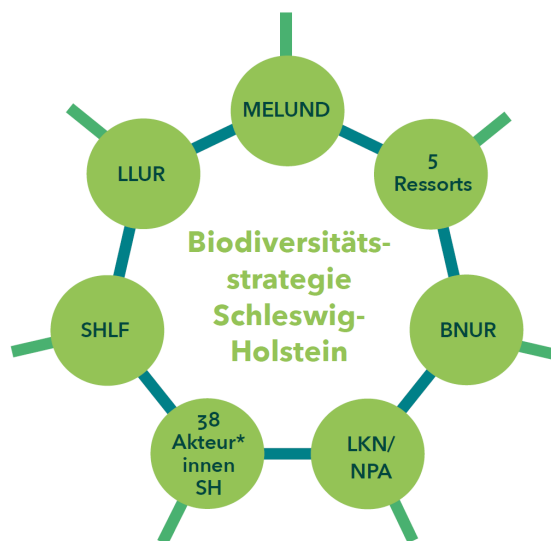 MELUND
LLUR
5
Ressorts
Biodiversitäts-
strategie
Schleswig-
Holstein
SHLF
BNUR
38
Akteur*
innen
SH
LKN/
NPA